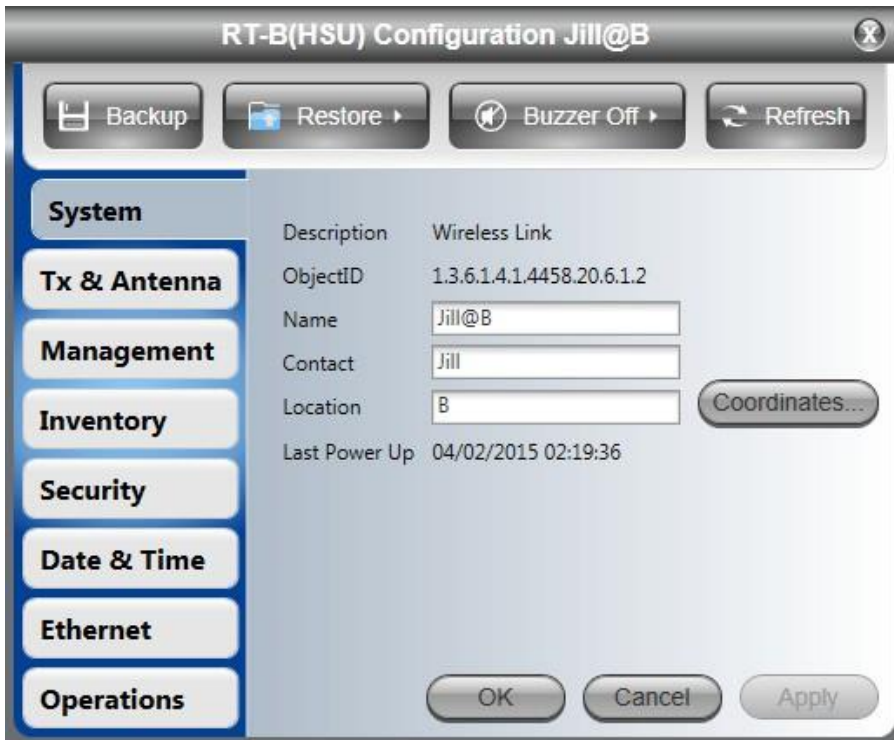 RT-B(HSU) Configuration Jill@B
X
Backup
Restore
Buzzer Off
Refresh
System
Tx & Antenna
Management
Inventory
Security
Date & Time
Ethernet
Operations
Description Wireless Link
ObjectID 1.3.6.1.4.1.4458.20.6.1.2
Name Jill@B
Contact Jill
Location B Coordinates...
Last Power Up 04/02/2015 02:19:36
OK Cancel Apply